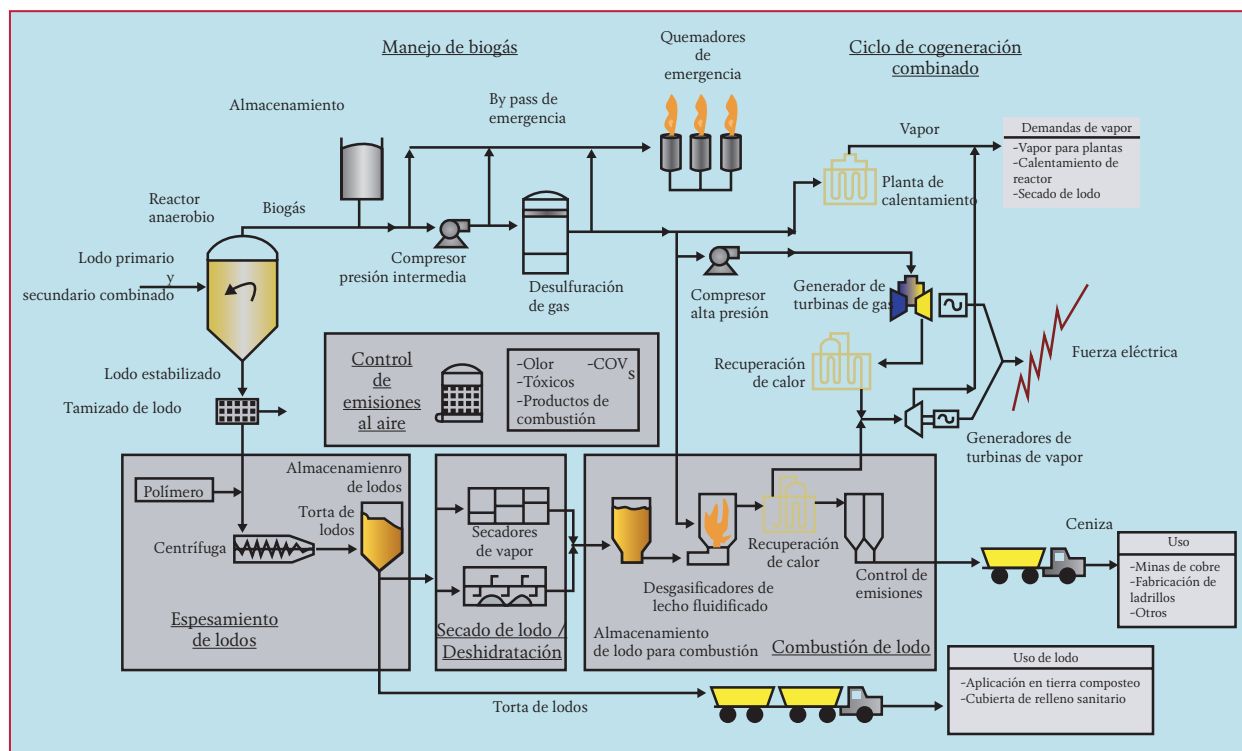 Manejo de biogás
Quemadores
de
emergencia
Ciclo de cogeneración
combinado
Almacenamiento
By pass de
emergencia
Vapor
Demandas de vapor
-Vapor para plantas
-Calentamiento de
reactor
-Secado de lodo
Reactor
anaerobio
Biogás
Planta de
calentamiento
Lodo primario
y
secundario combinado
Compresor
presión intermedia
Desulfuración
de gas
Compresor
alta presión
Generador de
turbinas de gas
Fuerza eléctrica
Control
de
emisiones
al aire
-Olor
-COVs
-Tóxicos
-Productos de
combustión
Recuperación
de calor
Lodo estabilizado
Tamizado de lodo
Generadores de
turbinas de vapor
Polímero
Almacenamienro
de lodos
Torta de
lodos
Centrífuga
Espesamiento
de lodos
Secadores
de vapor
Secado de lodo /
Deshidratación
Recuperación
de calor
Desgasificadores de
lecho fluidificado
Control de
emisiones
Almacenamiento
de lodo para combustión
Combustión de lodo
Ceniza
Uso
-Minas de cobre
-Fabricación de
ladrillos
-Otros
Torta de lodos
Uso de lodo
-Aplicación en tierra composteo
-Cubierta de relleno sanitario